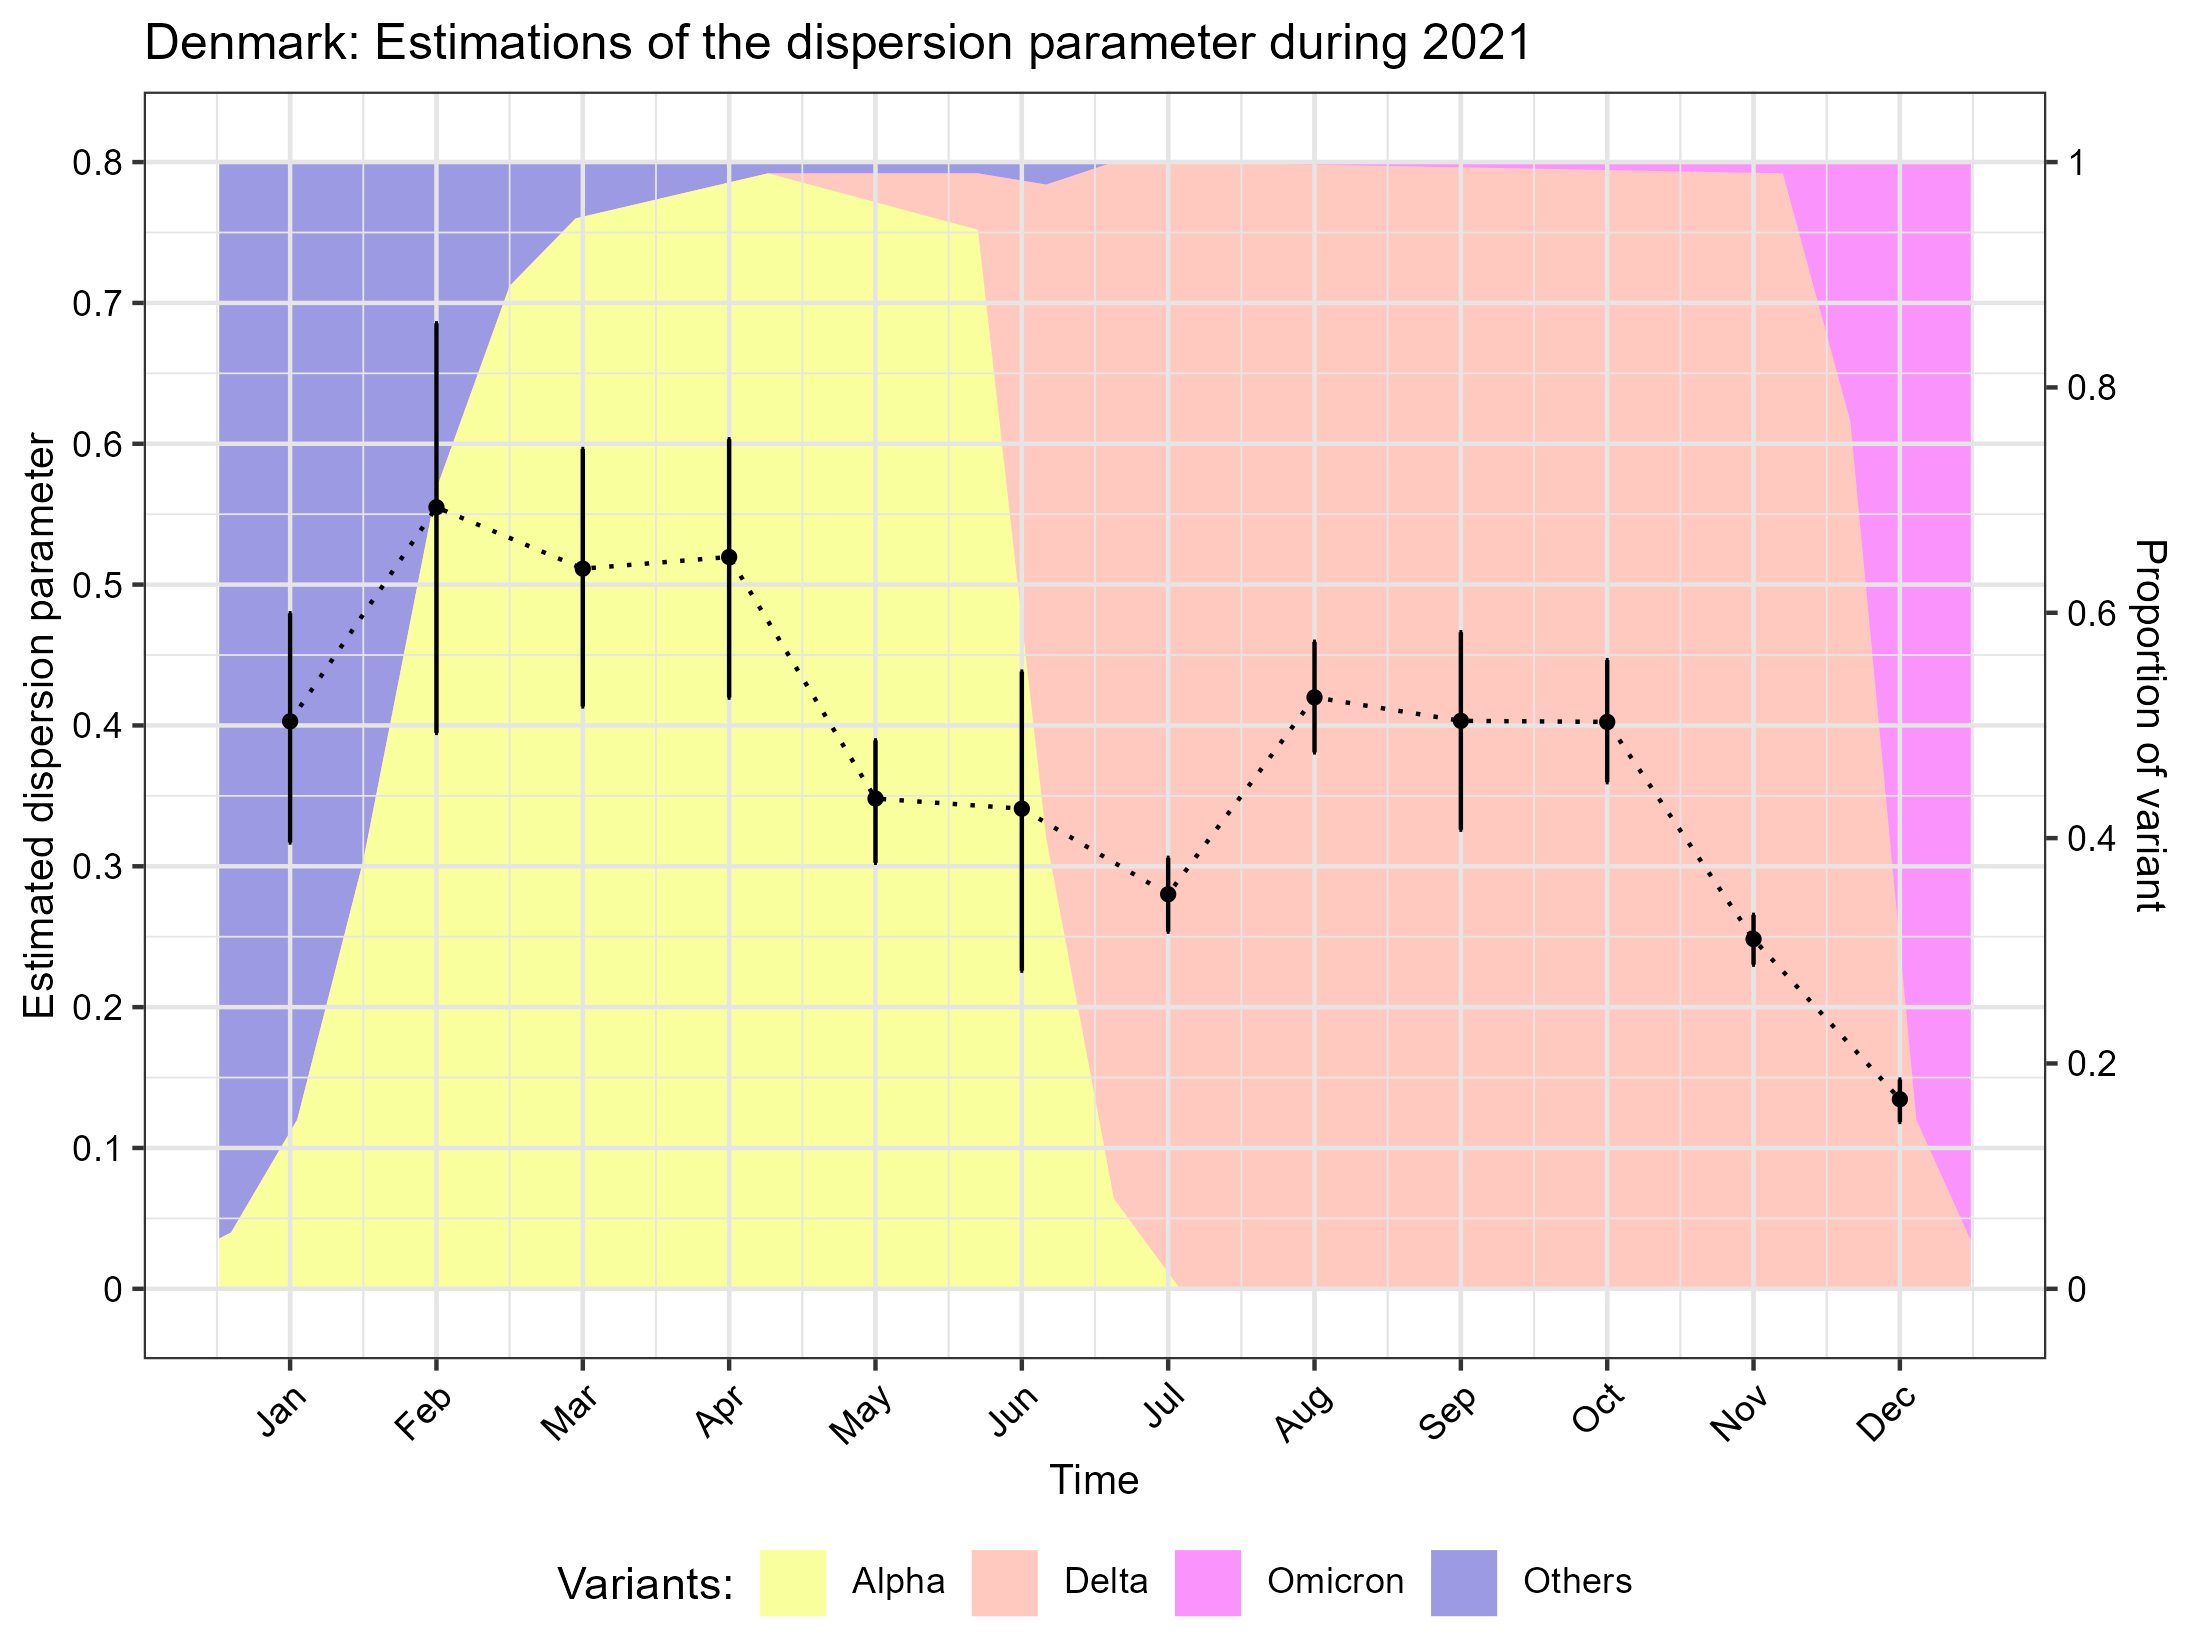 Denmark: Estimations of the dispersion parameter during 2021
Estimated dispersion parameter
0.8
0.7
0.6
0.5
0.4
0.3
0.2
0.1
0
1
0.8
0.6
0.4
0.2
0
Proportion of variant
Jan Feb Mar Apr May Jun Jul Aug Sep Oct Nov Dec
Time
Variants: Alpha Delta Omicron Others